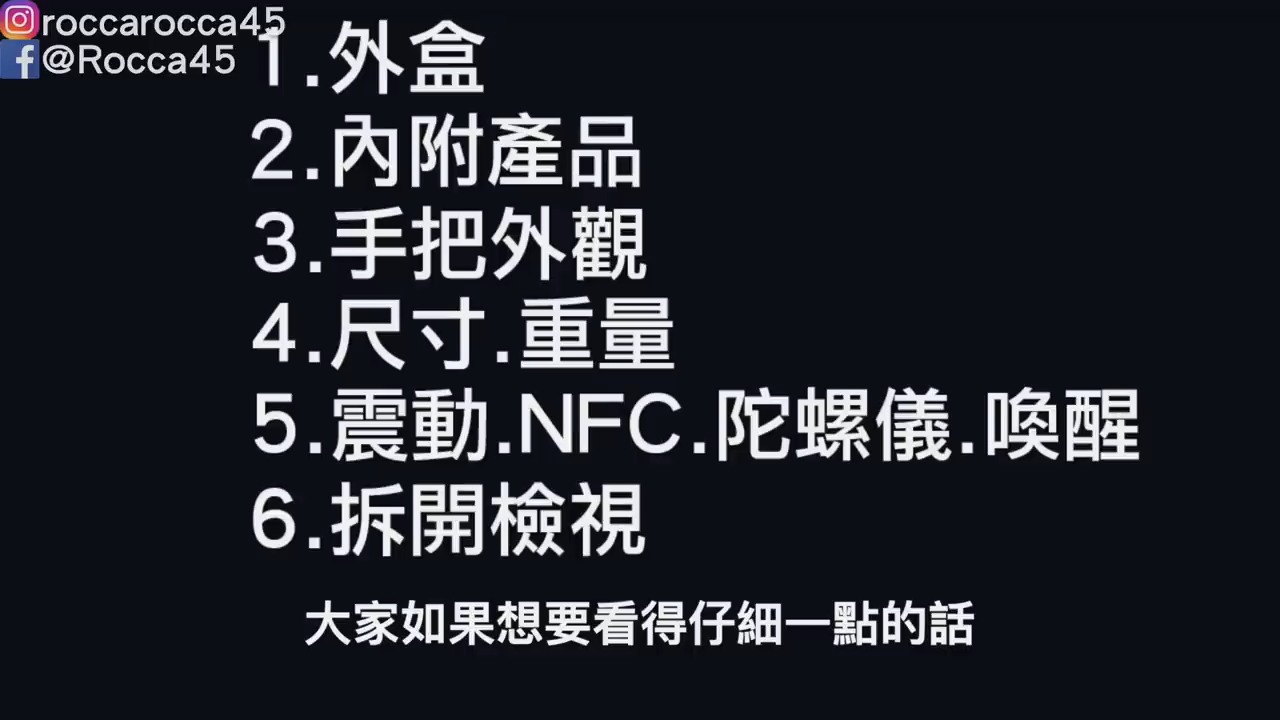 roccarocca45
@Rocca45
1.外盒
2.內附產品
3.手把外觀
4.尺寸.重量
5.震動.NFC.陀螺儀.喚醒
6.拆開檢視
大家如果想要看得仔細一點的話